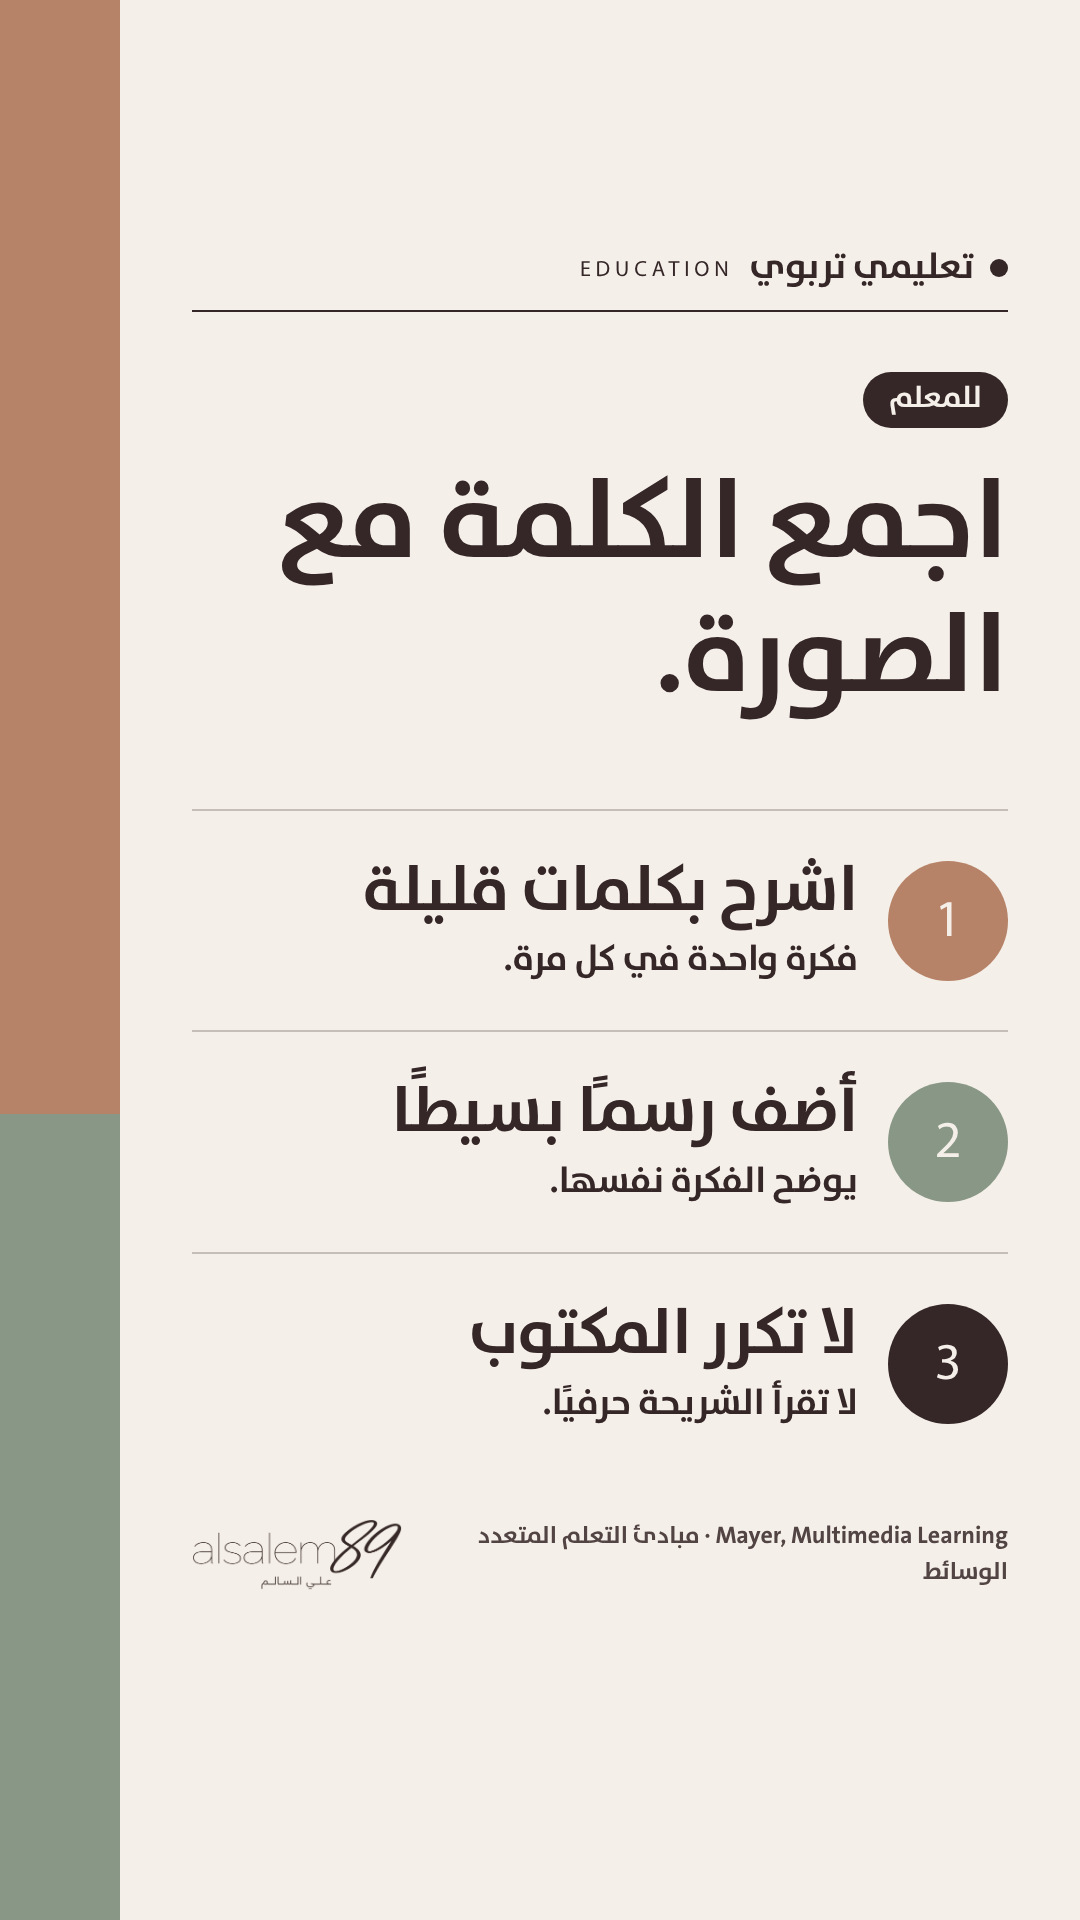 تعليمي تربوي EDUCATION
للمعلم
اجمع الكلمة مع
الصورة.
1
اشرح بكلمات قليلة
فكرة واحدة في كل مرة.
2
أضف رسمًا بسيطًا
يوضح الفكرة نفسها.
3
لا تكرر المكتوب
لا تقرأ الشريحة حرفيًا.
Mayer, Multimedia Learning · مبادئ التعلم المتعدد
الوسائط
alsalem89
علي السالم